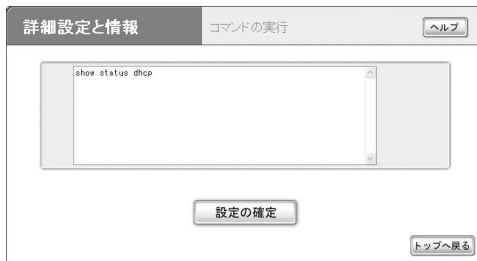 詳細設定と情報 コマンドの実行 ヘルプ
show status dhcp
設定の確定
トップへ戻る